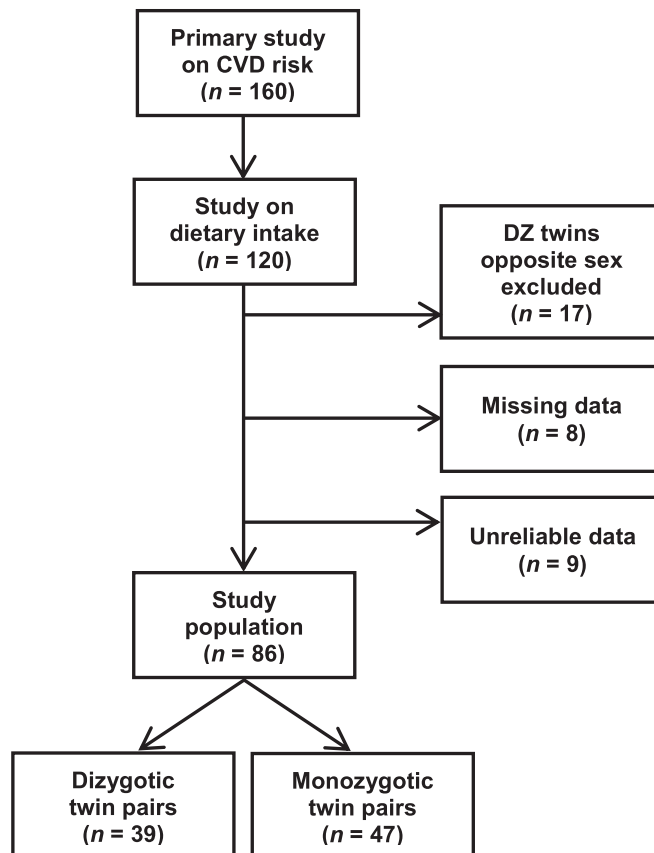 Primary study
on CVD risk
(n = 160)
Study on
dietary intake
(n = 120)
DZ twins
opposite sex
excluded
(n = 17)
Missing data
(n = 8)
Unreliable data
(n = 9)
Study
population
(n = 86)
Dizygotic
twin pairs
(n = 39)
Monozygotic
twin pairs
(n = 47)